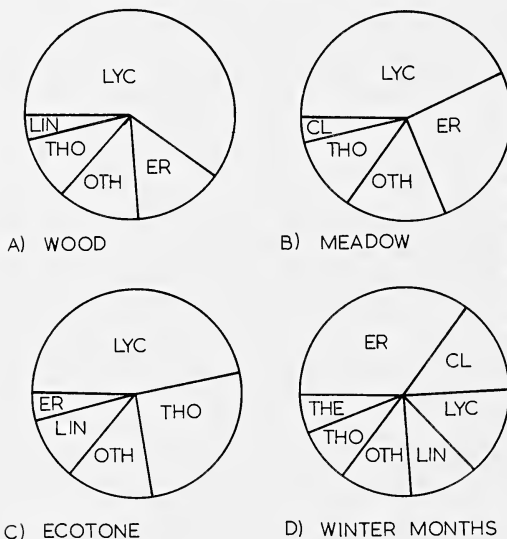 LYC
LIN
THO
OTH
ER
A) WOOD
LYC
CL
THO
OTH
ER
B) MEADOW
LYC
ER
LIN
OTH
THO
C) ECOTONE
ER
CL
THE
LYC
THO
OTH
LIN
D) WINTER MONTHS